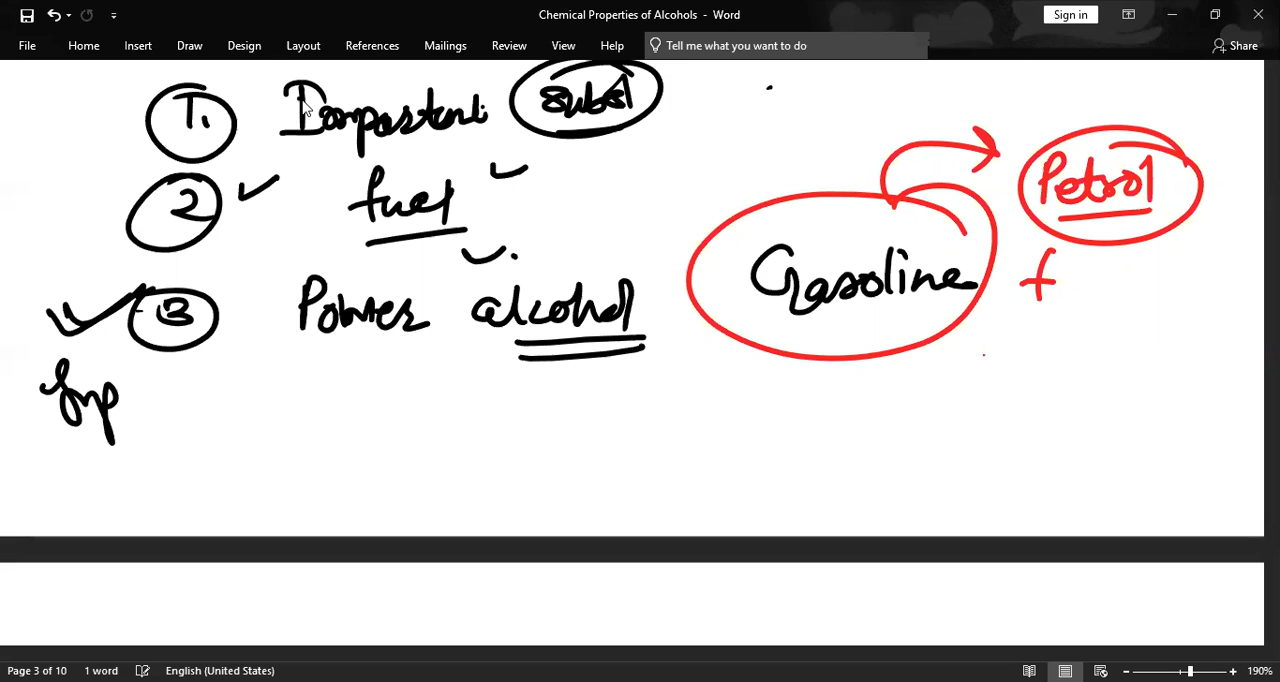 Chemical Properties of Alcohols - Word
Sign in
File Home Insert Draw Design Layout References Mailings Review View Help Tell me what you want to do Share
1.
2 fuel
3 Power alcohol Gasoline + Petrol
Imp
Page 3 of 10 1 word English (United States) 190%